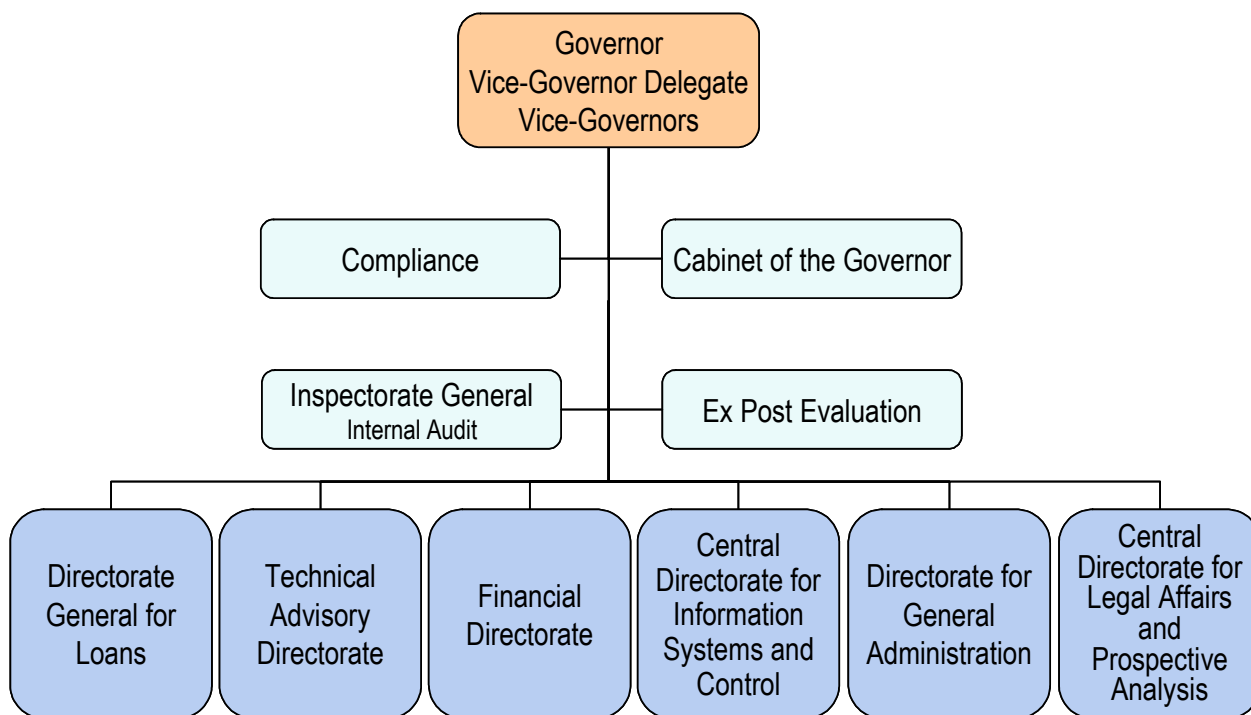 Governor
Vice-Governor Delegate
Vice-Governors
Compliance
Cabinet of the Governor
Inspectorate General
Internal Audit
Ex Post Evaluation
Directorate
General for
Loans
Technical
Advisory
Directorate
Financial
Directorate
Central
Directorate for
Information
Systems and
Control
Directorate for
General
Administration
Central
Directorate for
Legal Affairs
and
Prospective
Analysis